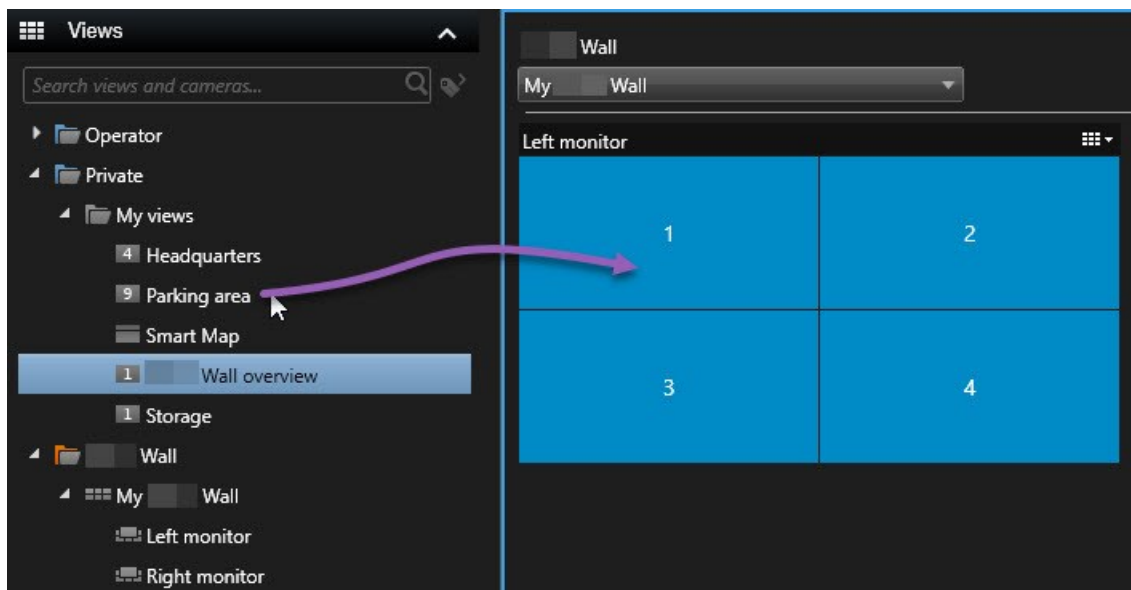 Views
Search views and cameras...
Operator
Private
My views
4 Headquarters
9 Parking area
Smart Map
1 Wall overview
1 Storage
Wall
My Wall
Left monitor
Right monitor
Wall
My Wall
Left monitor
1 2
3 4